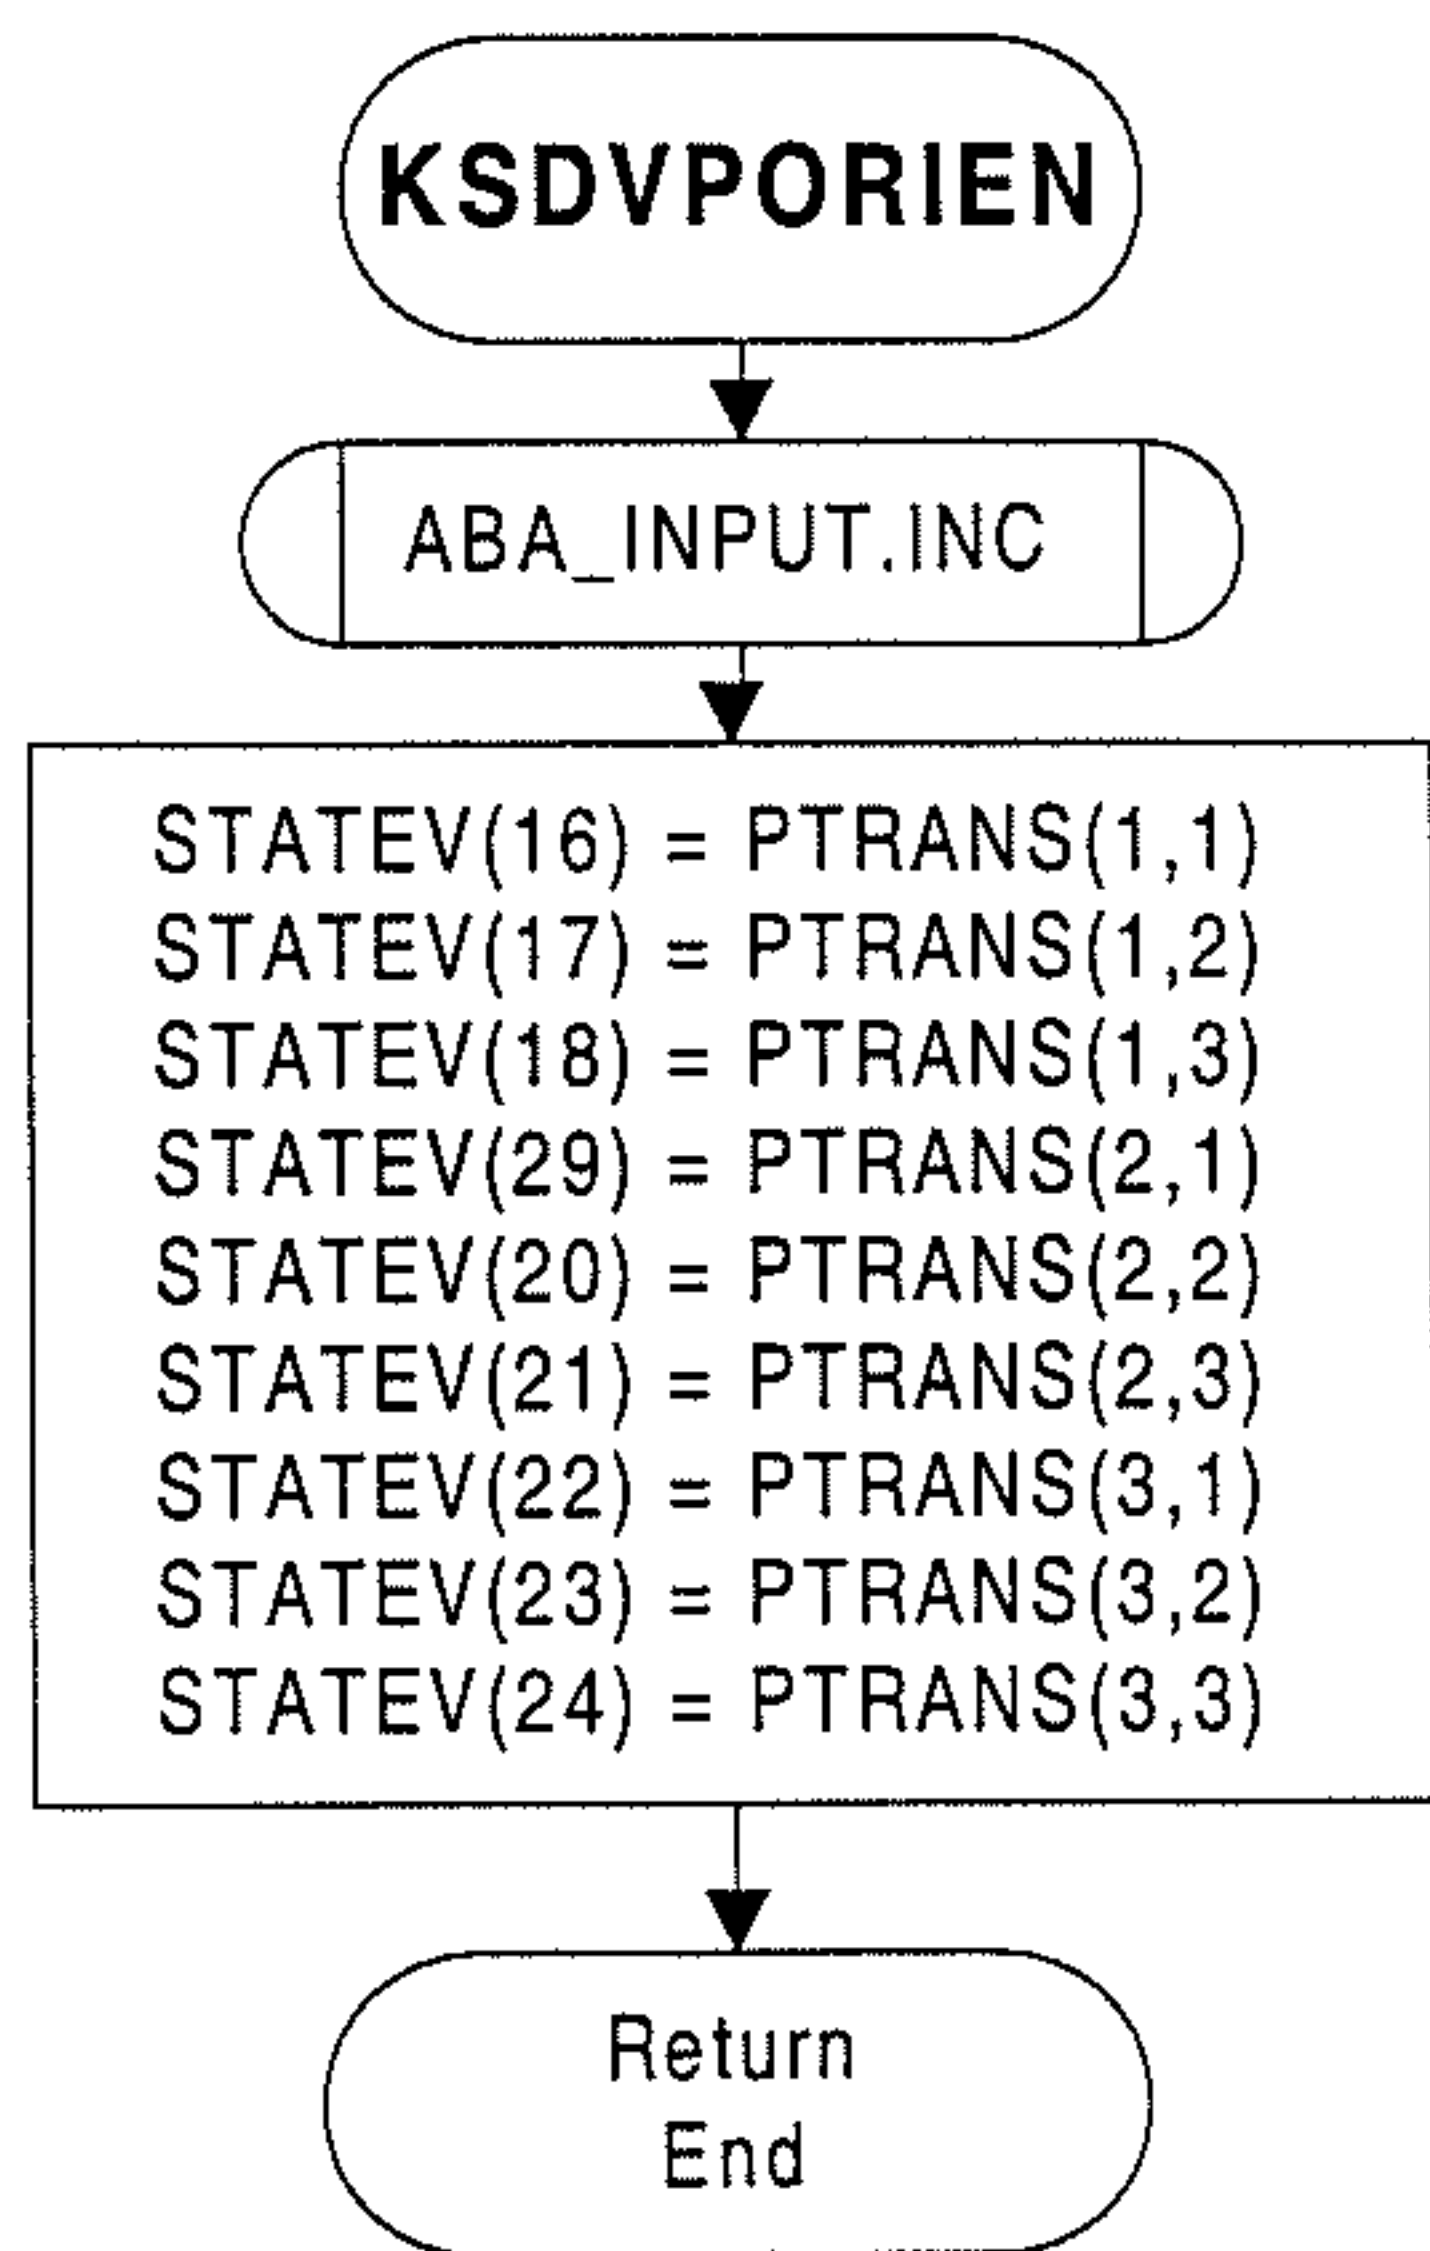 KSDVPORIEN
ABA_INPUT.INC
STATEV(16) = PTRANS(1,1)
STATEV(17) = PTRANS(1,2)
STATEV(18) = PTRANS(1,3)
STATEV(29) = PTRANS(2,1)
STATEV(20) = PTRANS(2,2)
STATEV(21) = PTRANS(2,3)
STATEV(22) = PTRANS(3,1)
STATEV(23) = PTRANS(3,2)
STATEV(24) = PTRANS(3,3)
Return
End